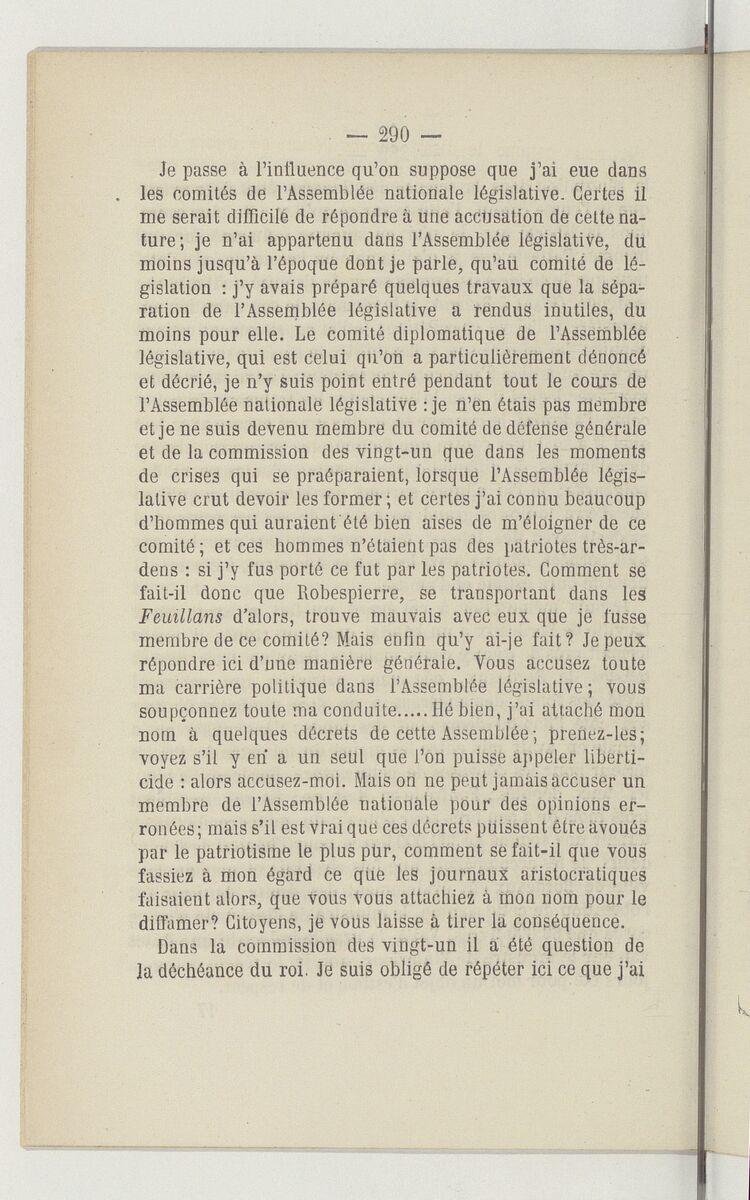 — 290 —
Je passe à l'influence qu'on suppose que j'ai eue dans
les comités de l'Assemblée nationale législative. Certes il
me serait difficile de répondre à une accusation de cette na-
ture; je n'ai appartenu dans l'Assemblée législative, du
moins jusqu'à l'époque dont je parle, qu'au comité de lé-
gislation : j'y avais préparé quelques travaux que la sépa-
ration de l'Assemblée législative a rendus inutiles, du
moins pour elle. Le comité diplomatique de l'Assemblée
législative, qui est celui qu'on a particulièrement dénoncé
et décrié, je n'y suis point entré pendant tout le cours de
l'Assemblée nationale législative : je n'en étais pas membre
et je ne suis devenu membre du comité de défense générale
et de la commission des vingt-un que dans les moments
de crises qui se praéparaient, lorsque l'Assemblée légis-
lative crut devoir les former; et certes j'ai connu beaucoup
d'hommes qui auraient été bien aises de m'éloigner de ce
comité; et ces hommes n'étaient pas des patriotes très-ar-
dens : si j'y fus porté ce fut par les patriotes. Comment se
fait-il donc que Robespierre, se transportant dans les
Feuillans d'alors, trouve mauvais avec eux que je fusse
membre de ce comité? Mais enfin qu'y ai-je fait? Je peux
répondre ici d'une manière générale. Vous accusez toute
ma carrière politique dans l'Assemblée législative; vous
soupçonnez toute ma conduite..... Hé bien, j'ai attaché mon
nom à quelques décrets de cette Assemblée; prenez-les;
voyez s'il y en a un seul que l'on puisse appeler liberti-
cide : alors accusez-moi. Mais on ne peut jamais accuser un
membre de l'Assemblée nationale pour des opinions er-
ronées; mais s'il est vrai que ces décrets puissent être avoués
par le patriotisme le plus pur, comment se fait-il que vous
fassiez à mon égard ce que les journaux aristocratiques
faisaient alors, que vous vous attachiez à mon nom pour le
diffamer? Citoyens, je vous laisse à tirer la conséquence.
Dans la commission des vingt-un il a été question de
la déchéance du roi. Je suis obligé de répéter ici ce que j'ai